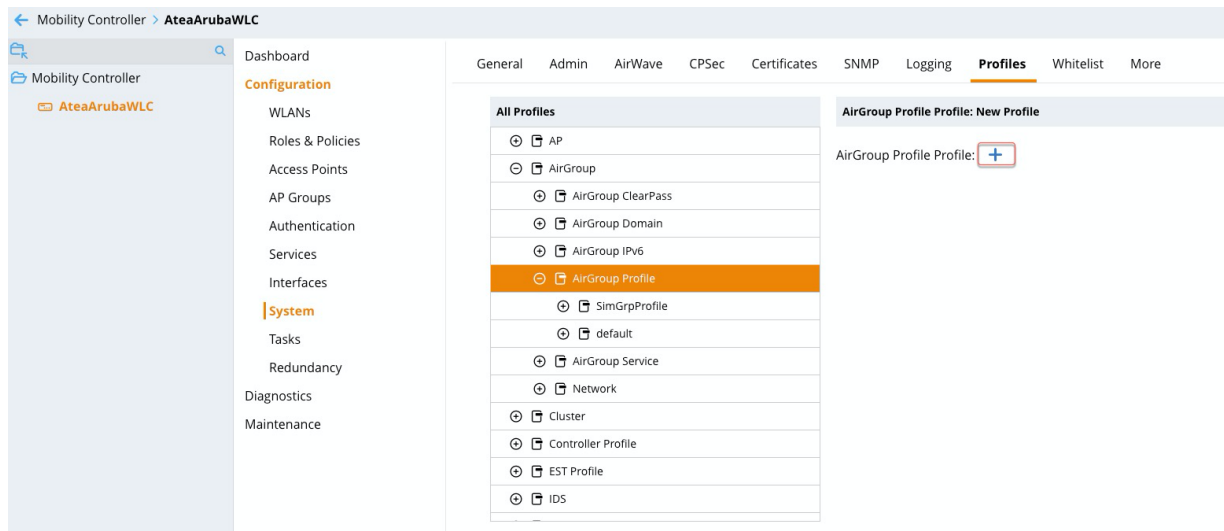 Mobility Controller > AteaArubaWLC
Mobility Controller
AteaArubaWLC
Dashboard
Configuration
WLANs
Roles & Policies
Access Points
AP Groups
Authentication
Services
Interfaces
System
Tasks
Redundancy
Diagnostics
Maintenance
General Admin AirWave CPSec Certificates SNMP Logging Profiles Whitelist More
All Profiles
AP
AirGroup
AirGroup ClearPass
AirGroup Domain
AirGroup IPv6
AirGroup Profile
SimGrpProfile
default
AirGroup Service
Network
Cluster
Controller Profile
EST Profile
IDS
AirGroup Profile Profile: New Profile
AirGroup Profile Profile: +